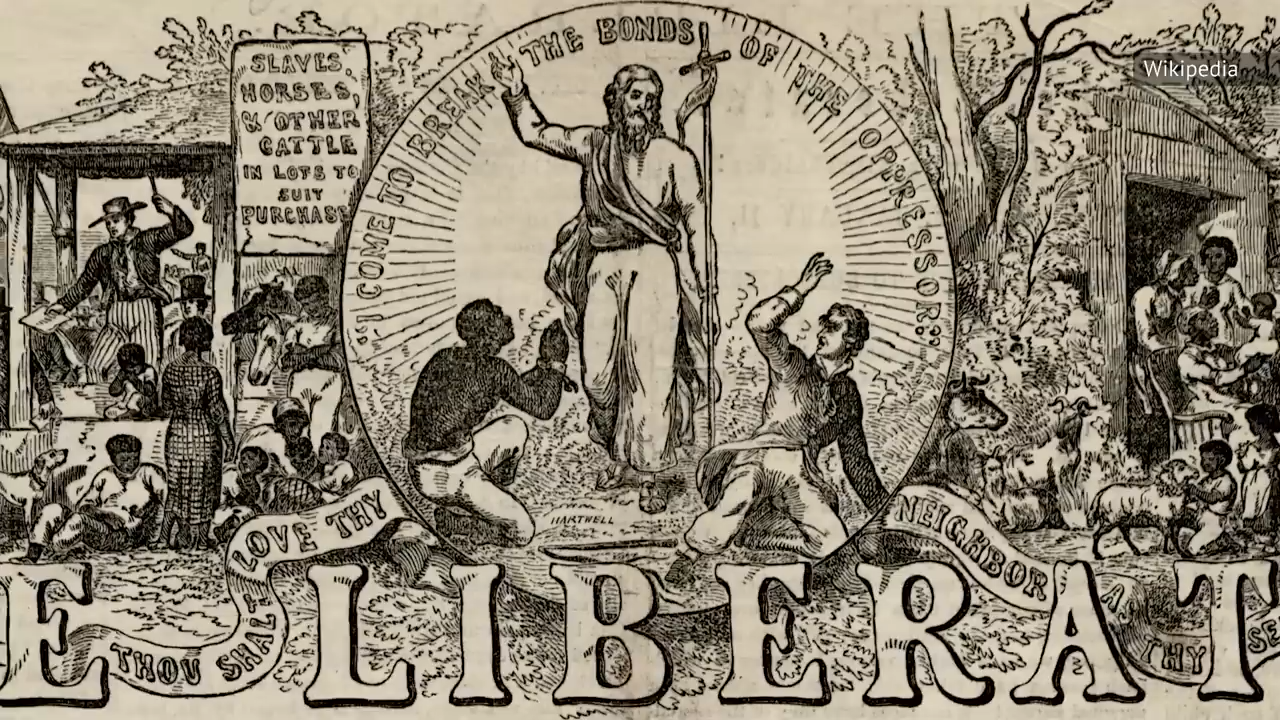 Wikipedia
SLAVES,
HORSES,
& OTHER
CATTLE
IN LOTS TO
SUIT
PURCHASE
"I COME TO BREAK THE BONDS OF THE OPPRESSOR."
HARTWELL
THOU SHALT LOVE THY NEIGHBOR AS THY SE
E LIBERAT